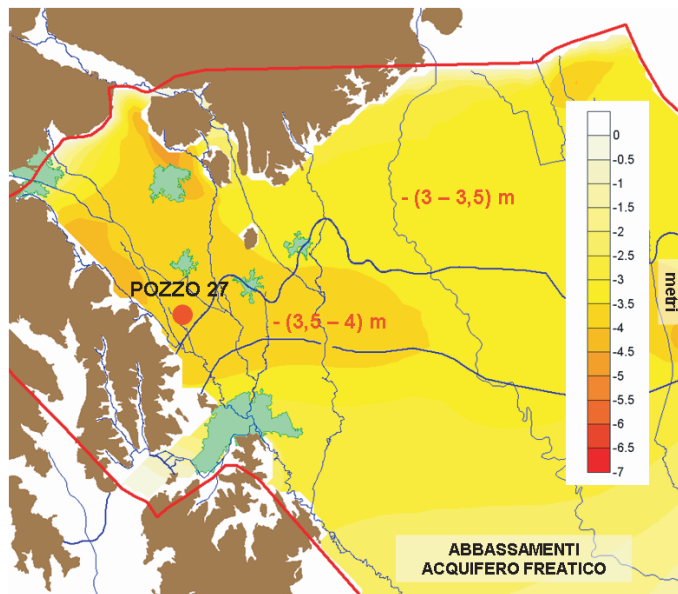 0
-0.5
-1
-1.5
-2
-2.5
-3
-3.5
-4
-4.5
-5
-5.5
-6
-6.5
-7
metri
- (3 – 3,5) m
POZZO 27
- (3,5 – 4) m
ABBASSAMENTI
ACQUIFERO FREATICO